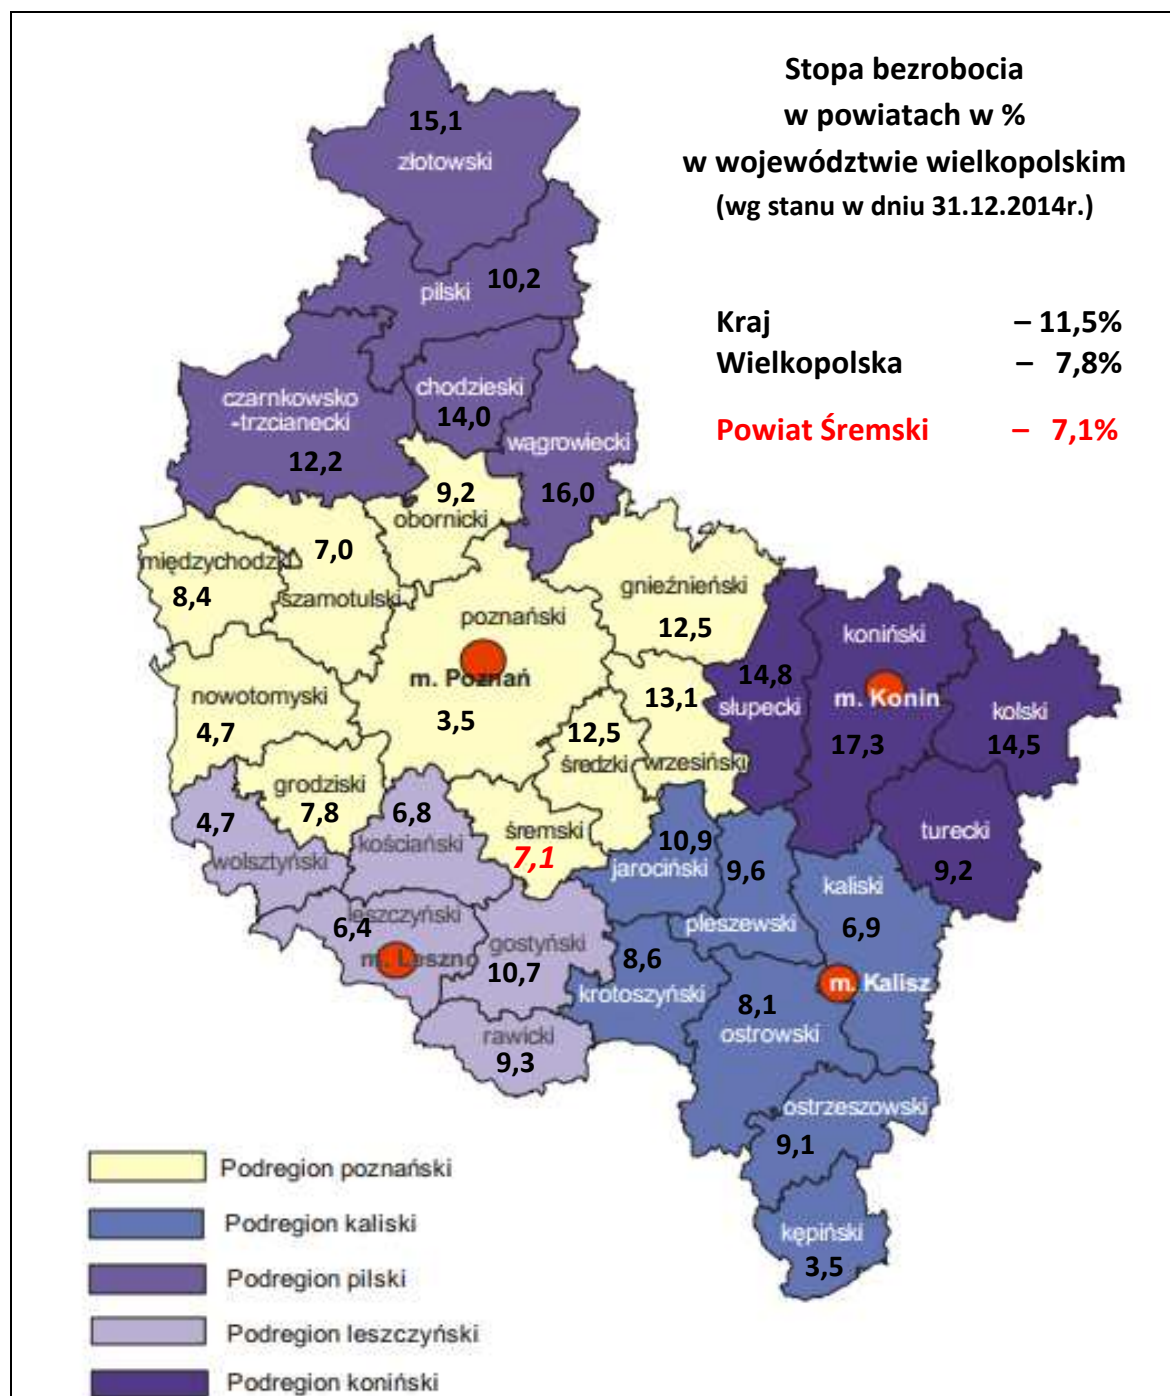 Stopa bezrobocia
w powiatach w %
w województwie wielkopolskim
(wg stanu w dniu 31.12.2014r.)
Kraj – 11,5%
Wielkopolska – 7,8%
Powiat Śremski – 7,1%
15,1
złotowski
10,2
pilski
czarnkowsko
-trzcianecki
12,2
chodzieski
14,0
wągrowiecki
16,0
9,2
obornicki
międzychodzki
8,4
7,0
szamotulski
poznański
m. Poznań
3,5
gnieźnieński
12,5
nowotomyski
4,7
grodziski
7,8
12,5
średzki
13,1
wrzesiński
śremski
7,1
14,8
słupecki
koniński
m. Konin
17,3
kolski
14,5
turecki
9,2
4,7
wolsztyński
6,8
kościański
leszczyński
6,4
m. Leszno
gostyński
10,7
rawicki
9,3
10,9
jarociński
9,6
pleszewski
kaliski
6,9
m. Kalisz
8,6
krotoszyński
8,1
ostrowski
ostrzeszowski
9,1
kępiński
3,5
Podregion poznański
Podregion kaliski
Podregion pilski
Podregion leszczyński
Podregion koniński